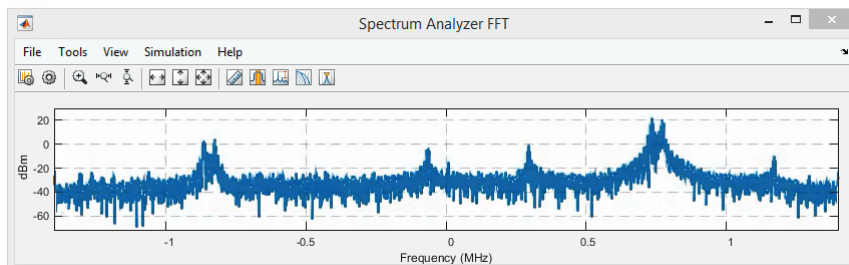 Spectrum Analyzer FFT
File Tools View Simulation Help
20
0
-20
-40
-60
dBm
-1 -0.5 0 0.5 1
Frequency (MHz)